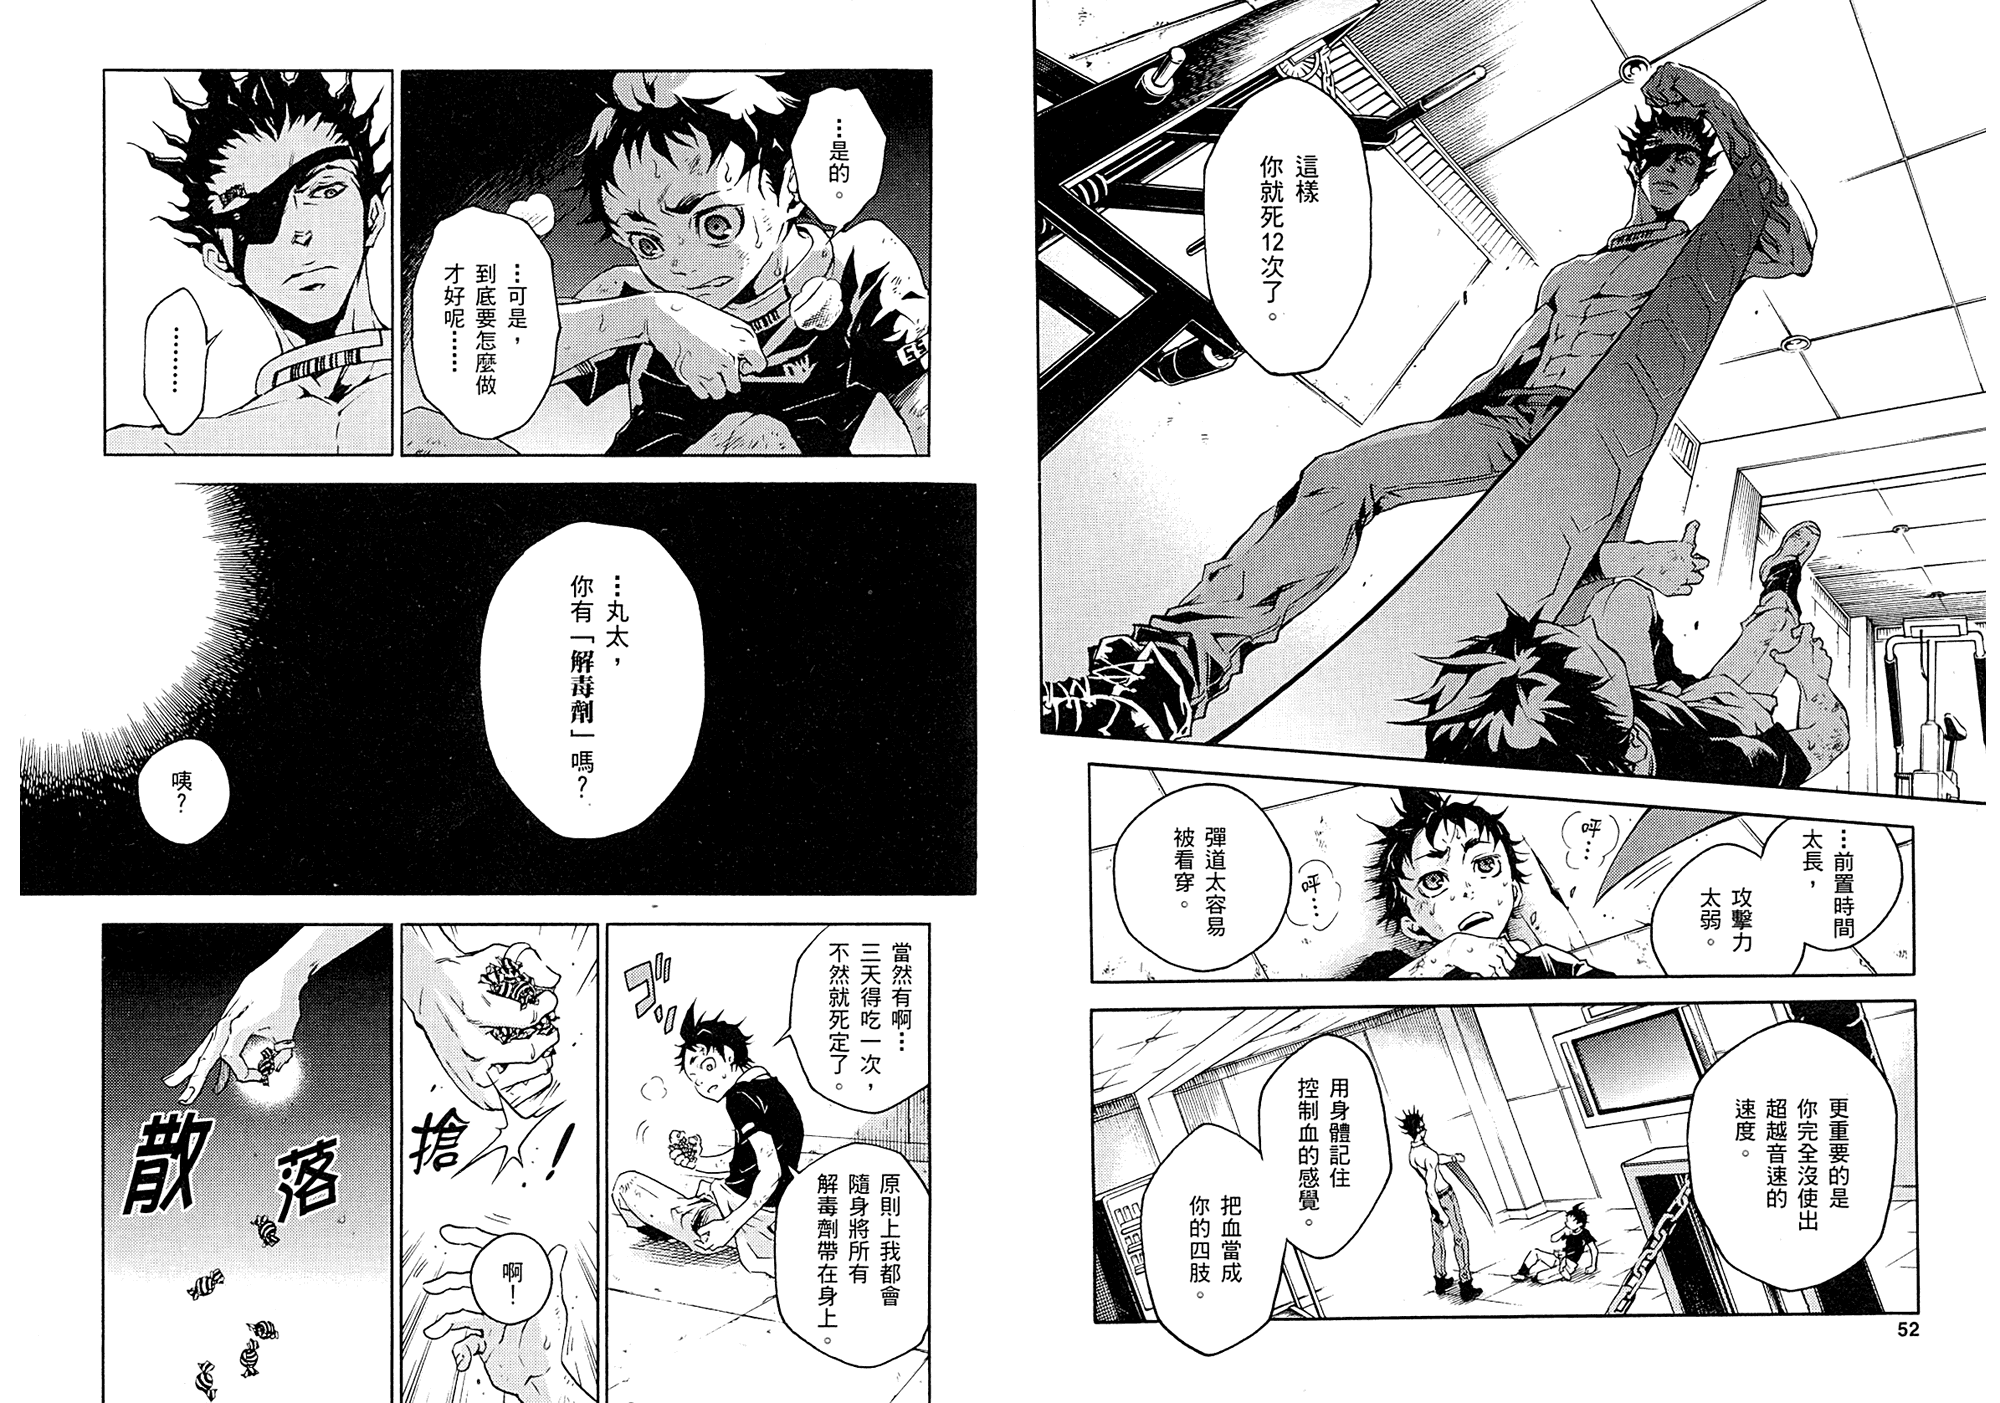 這樣
你就死12次了。
…前置時間
太長，
攻擊力
太弱。
呼…
呼…
彈道太容易
被看穿。
更重要的是
你完全沒使出
超越音速的
速度。
用身體記住
控制血的感覺。
把血當成
你的四肢。
52
…是的。
…可是，
到底要怎麼做
才好呢……
………
…丸太，
你有「解毒劑」嗎？
咦？
當然有啊…
三天得吃一次，
不然就死定了。
ゴソ
原則上我都會
隨身將所有
解毒劑帶在身上。
搶！
啊！
散落